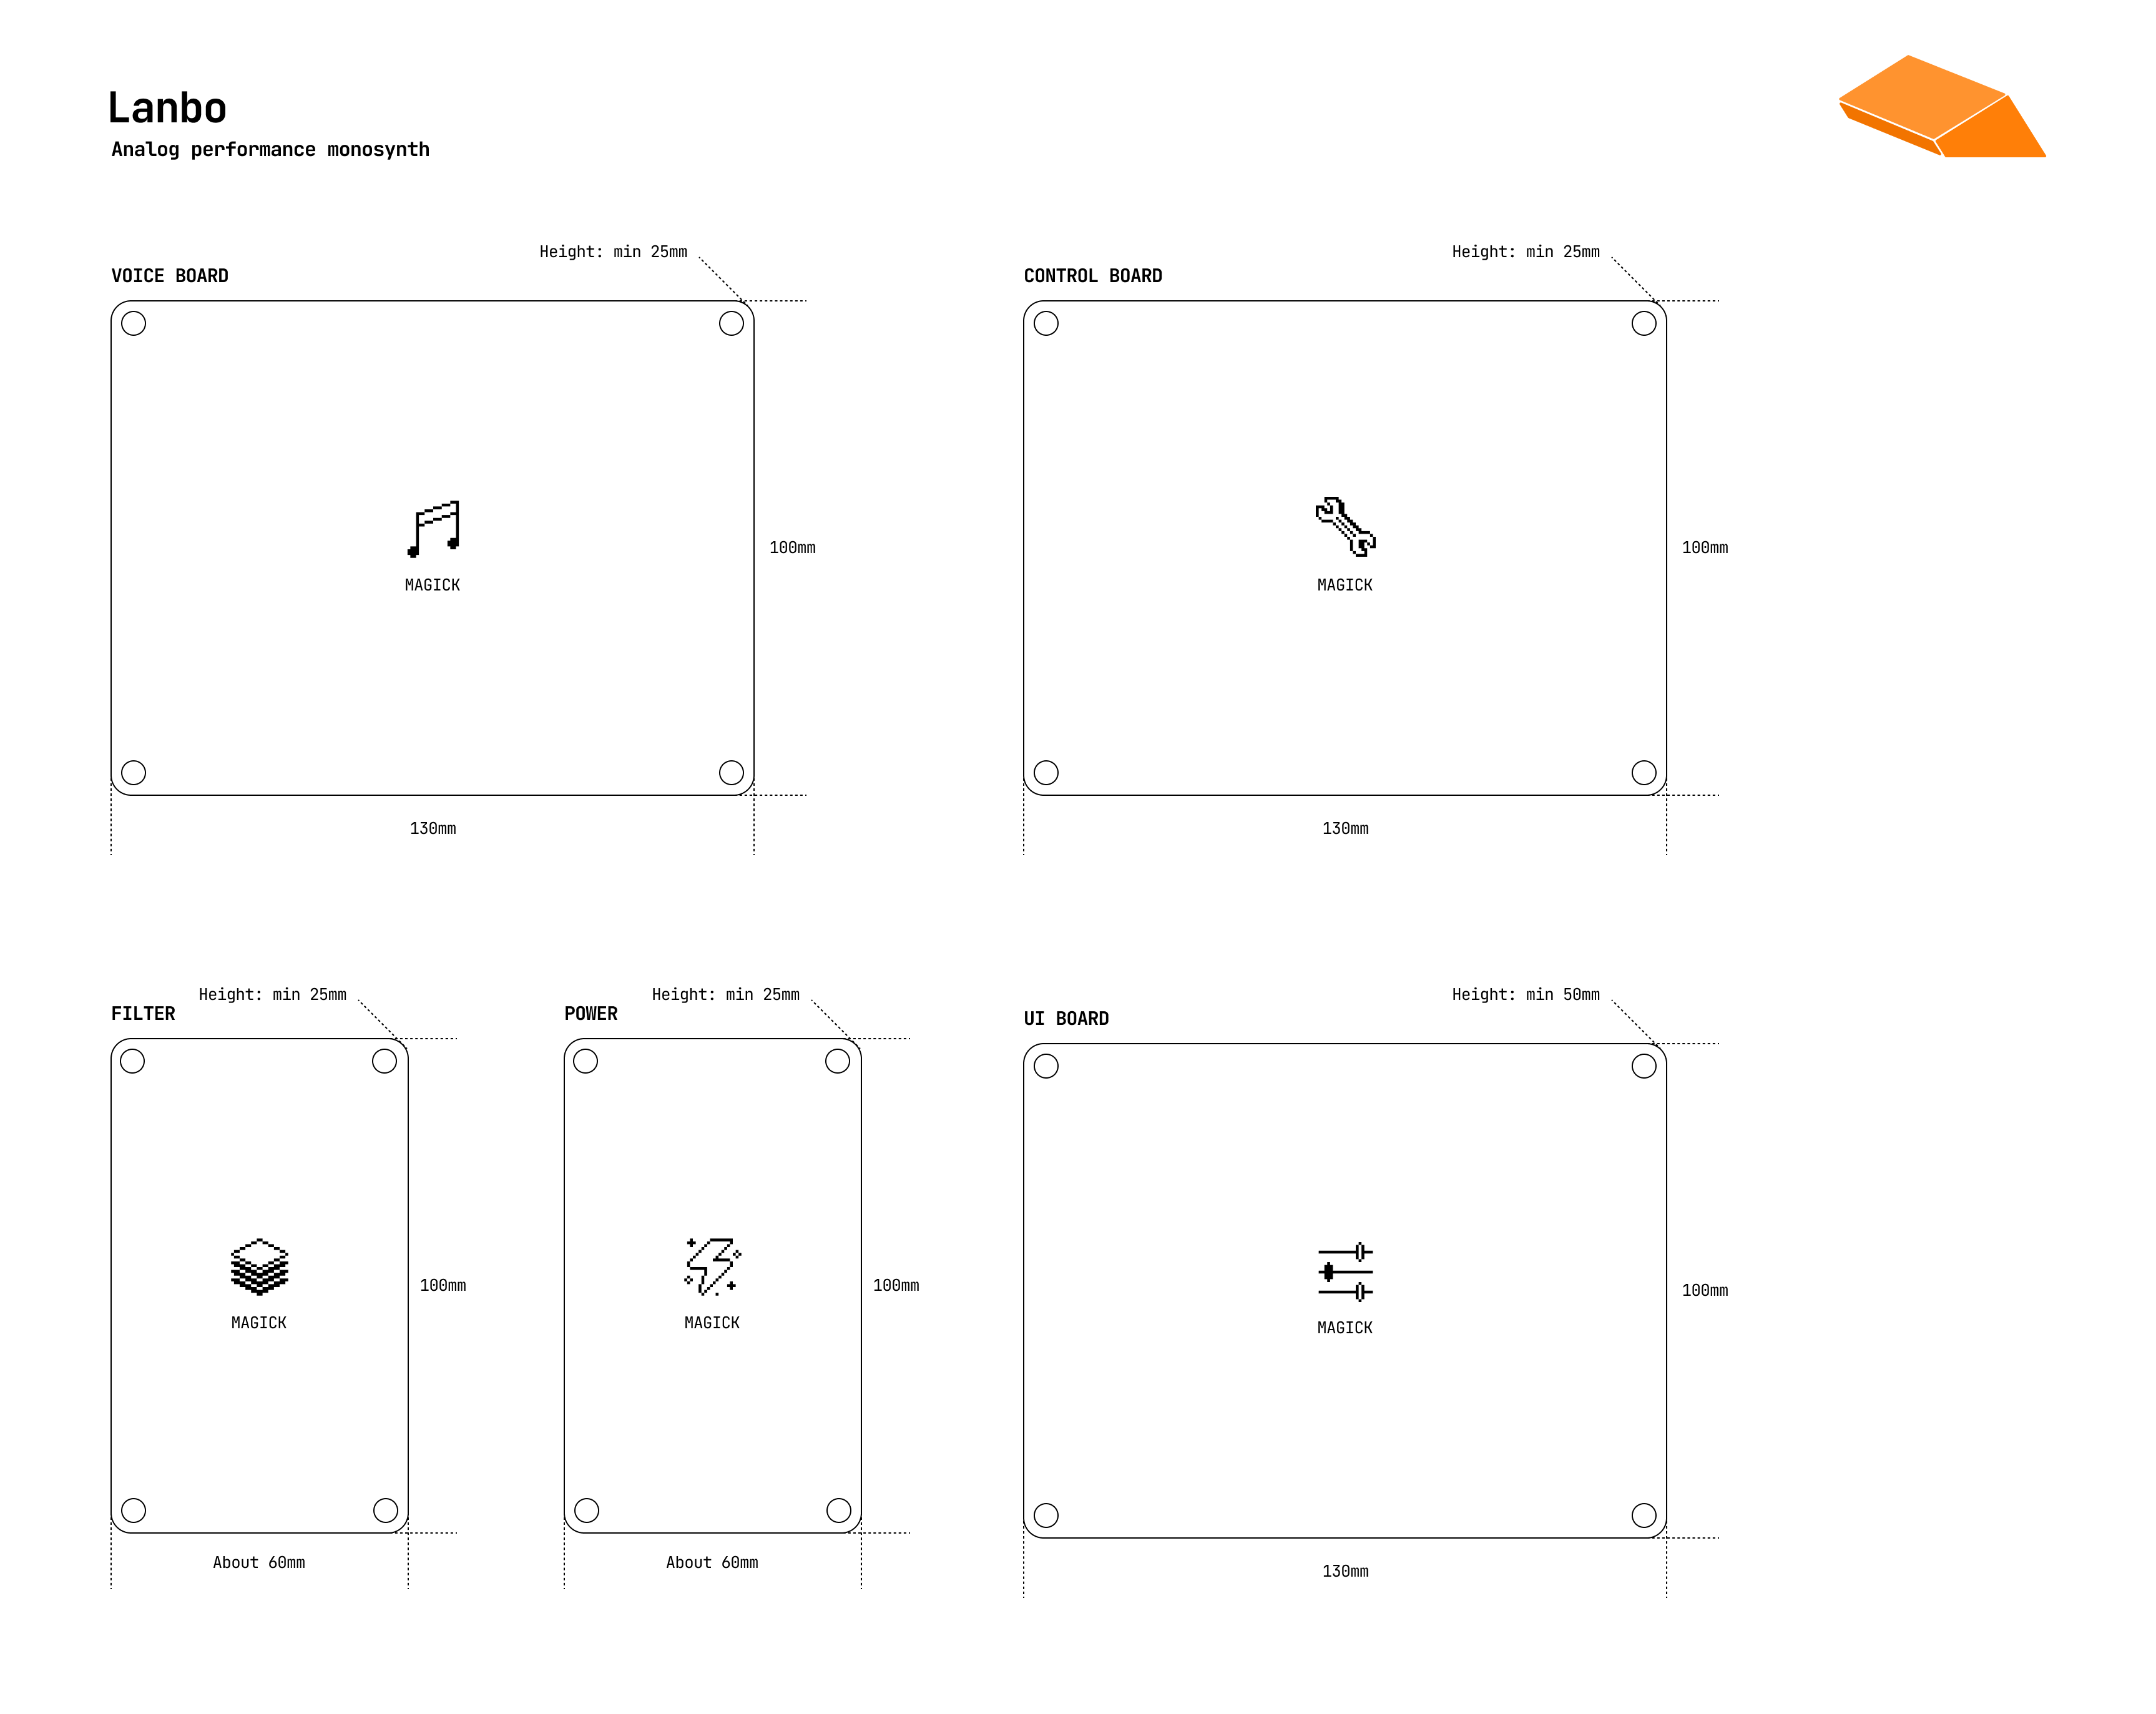 Lanbo
Analog performance monosynth
Height: min 25mm
VOICE BOARD
MAGICK
100mm
130mm
Height: min 25mm
CONTROL BOARD
MAGICK
100mm
130mm
Height: min 25mm
FILTER
MAGICK
100mm
About 60mm
Height: min 25mm
POWER
MAGICK
100mm
About 60mm
Height: min 50mm
UI BOARD
MAGICK
100mm
130mm